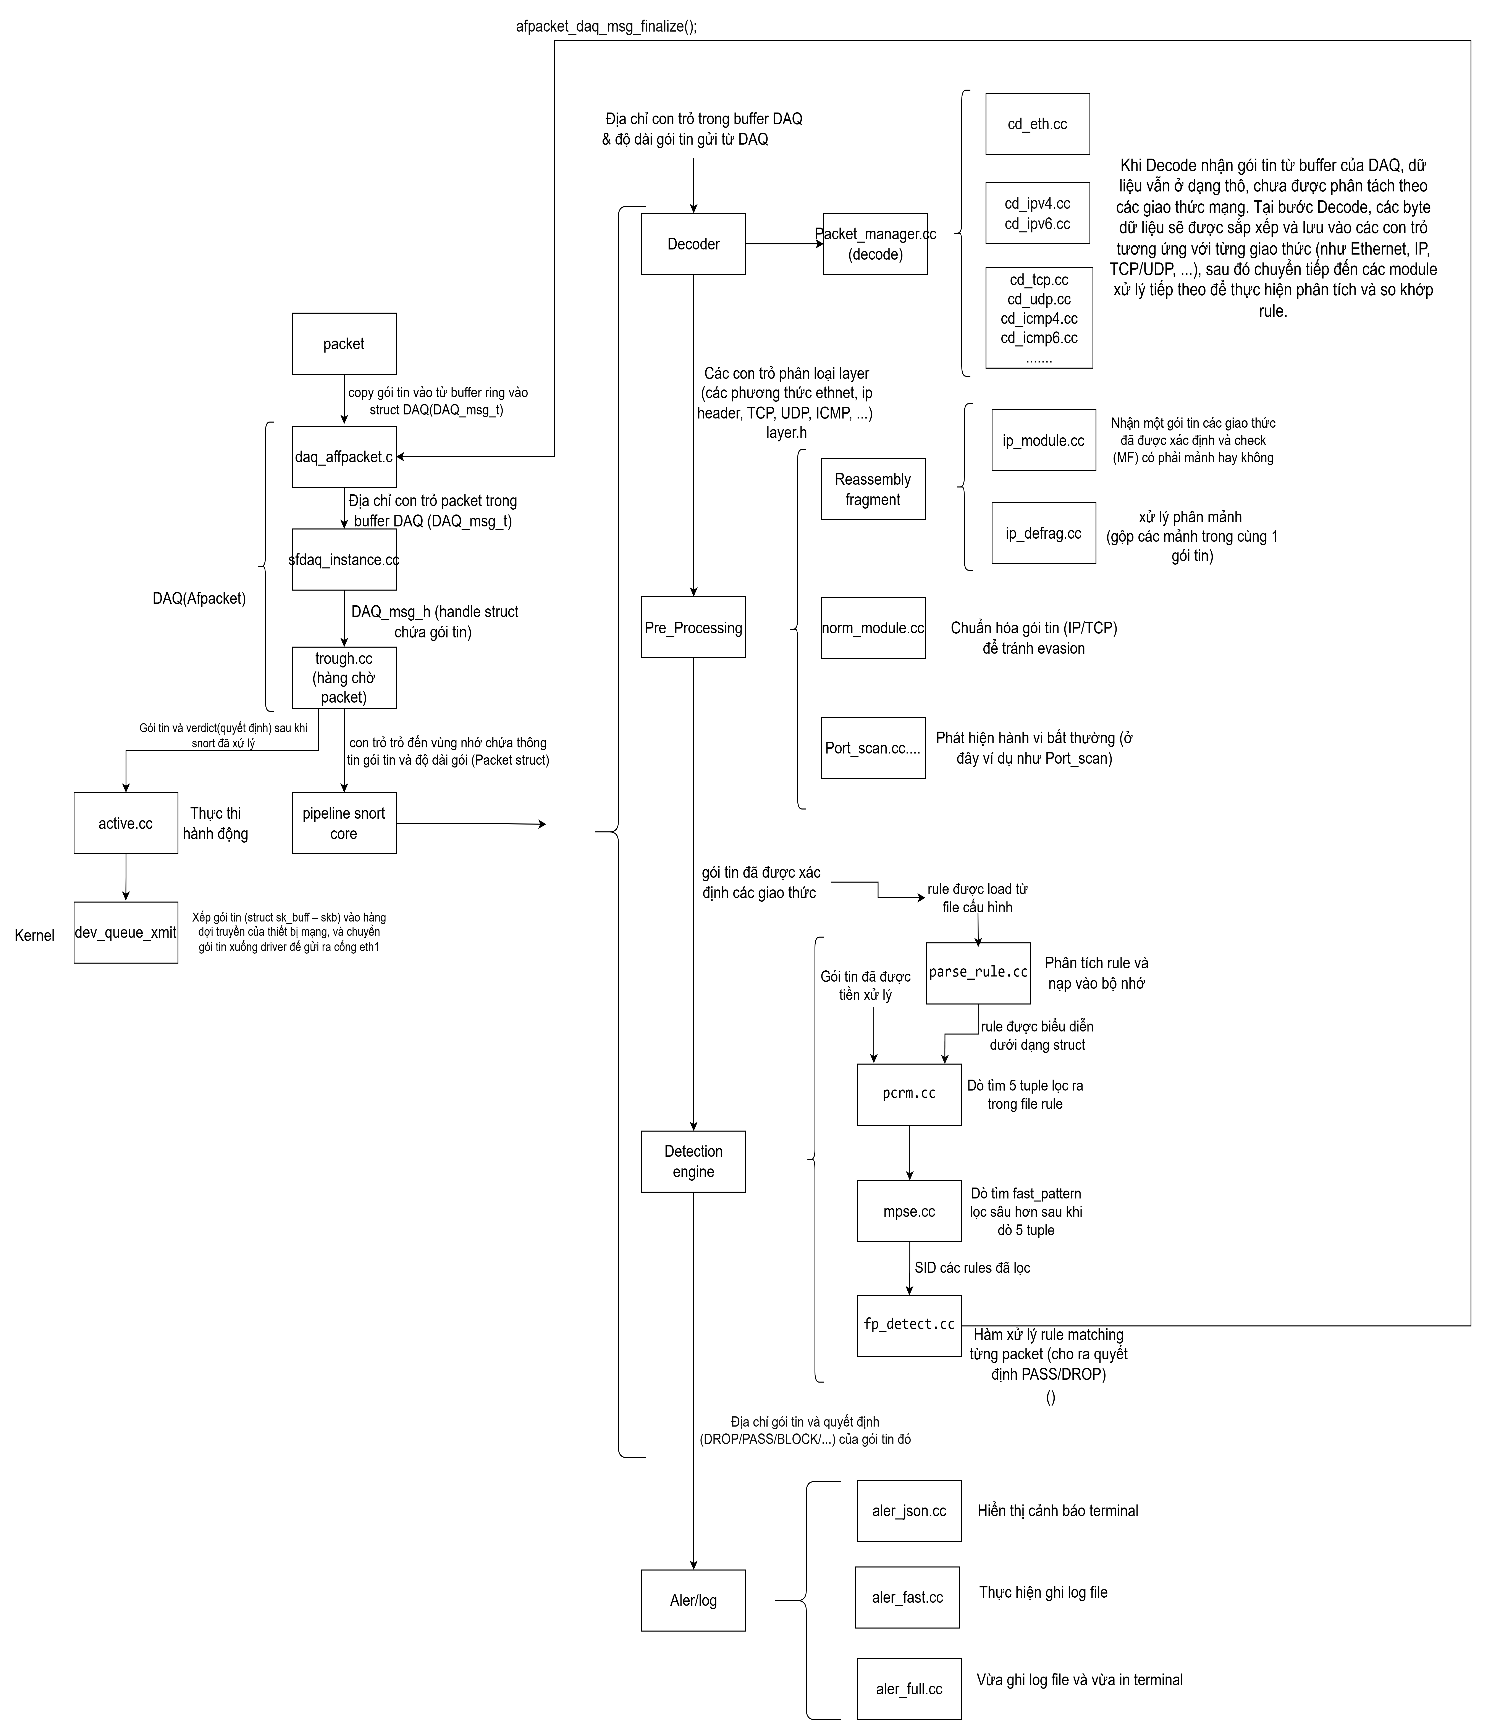 afpacket_daq_msg_finalize();
Địa chỉ con trỏ trong buffer DAQ
& độ dài gói tin gửi từ DAQ
Decoder
Packet_manager.cc
(decode)
cd_eth.cc
cd_ipv4.cc
cd_ipv6.cc
cd_tcp.cc
cd_udp.cc
cd_icmp4.cc
cd_icmp6.cc
.......
Khi Decode nhận gói tin từ buffer của DAQ, dữ
liệu vẫn ở dạng thô, chưa được phân tách theo
các giao thức mạng. Tại bước Decode, các byte
dữ liệu sẽ được sắp xếp và lưu vào các con trỏ
tương ứng với từng giao thức (như Ethernet, IP,
TCP/UDP, ...), sau đó chuyển tiếp đến các module
xử lý tiếp theo để thực hiện phân tích và so khớp
rule.
packet
copy gói tin vào từ buffer ring vào
struct DAQ(DAQ_msg_t)
daq_affpacket.c
Địa chỉ con trỏ packet trong
buffer DAQ (DAQ_msg_t)
sfdaq_instance.cc
DAQ(Afpacket)
DAQ_msg_h (handle struct
chứa gói tin)
trough.cc
(hàng chờ
packet)
Gói tin và verdict(quyết định) sau khi
snort đã xử lý
con trỏ trỏ đến vùng nhớ chứa thông
tin gói tin và độ dài gói (Packet struct)
active.cc
Thực thi
hành động
pipeline snort
core
Kernel
dev_queue_xmit
Xếp gói tin (struct sk_buff – skb) vào hàng
đợi truyền của thiết bị mạng, và chuyển
gói tin xuống driver để gửi ra cổng eth1
Các con trỏ phân loại layer
(các phương thức ethnet, ip
header, TCP, UDP, ICMP, ...)
layer.h
Pre_Processing
Reassembly
fragment
ip_module.cc
Nhận một gói tin các giao thức
đã được xác định và check
(MF) có phải mảnh hay không
ip_defrag.cc
xử lý phân mảnh
(gộp các mảnh trong cùng 1
gói tin)
norm_module.cc
Chuẩn hóa gói tin (IP/TCP)
để tránh evasion
Port_scan.cc....
Phát hiện hành vi bất thường (ở
đây ví dụ như Port_scan)
gói tin đã được xác
định các giao thức
rule được load từ
file cấu hình
Gói tin đã được
tiền xử lý
parse_rule.cc
Phân tích rule và
nạp vào bộ nhớ
rule được biểu diễn
dưới dạng struct
pcrm.cc
Dò tìm 5 tuple lọc ra
trong file rule
Detection
engine
mpse.cc
Dò tìm fast_pattern
lọc sâu hơn sau khi
dò 5 tuple
SID các rules đã lọc
fp_detect.cc
Hàm xử lý rule matching
từng packet (cho ra quyết
định PASS/DROP)
()
Địa chỉ gói tin và quyết định
(DROP/PASS/BLOCK/...) của gói tin đó
Aler/log
aler_json.cc
Hiển thị cảnh báo terminal
aler_fast.cc
Thực hiện ghi log file
aler_full.cc
Vừa ghi log file và vừa in terminal